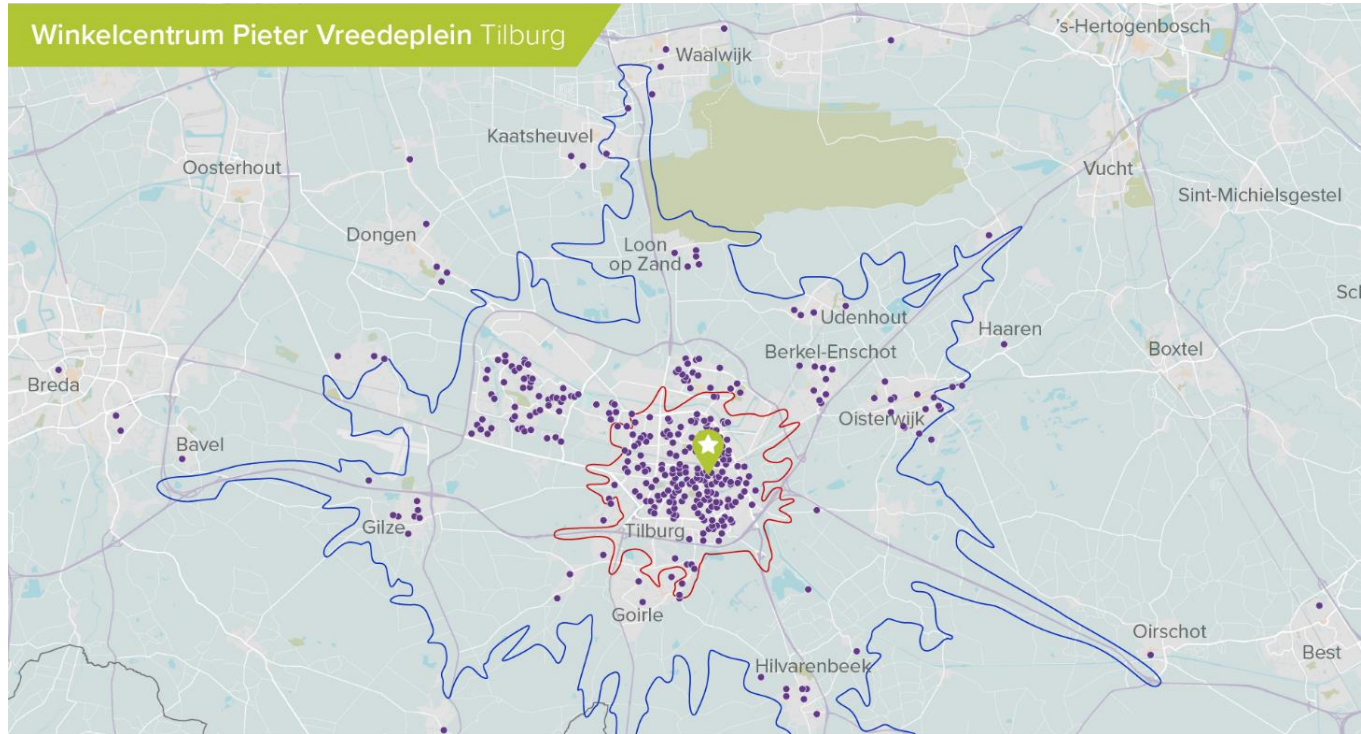 Winkelcentrum Pieter Vreedeplein Tilburg
's-Hertogenbosch
Waalwijk
Kaatsheuvel
Oosterhout
Vucht
Sint-Michielsgestel
Dongen
Loon
op Zand
Udenhout
Haaren
Berkel-Enschot
Boxtel
Breda
Oisterwijk
Bavel
Gilze
Tilburg
Goirle
Oirschot
Best
Hilvarenbeek